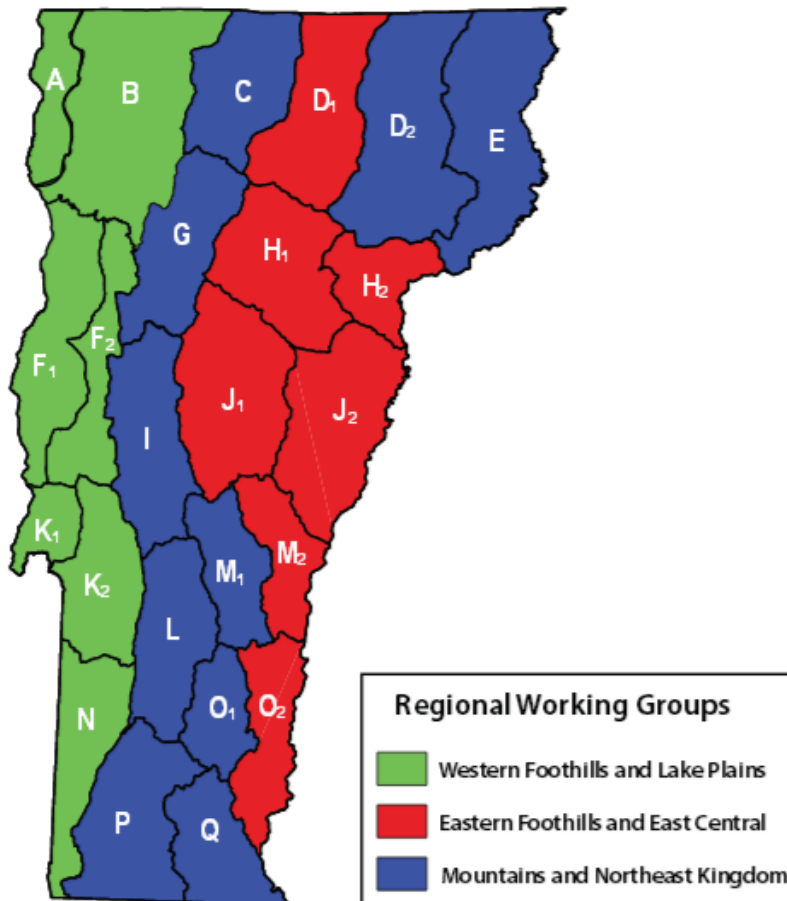 A
B
C
D1
D2
E
G
H1
H2
F1
F2
J1
J2
I
K1
M1
M2
K2
L
N
O1
O2
P
Q
Regional Working Groups
Western Foothills and Lake Plains
Eastern Foothills and East Central
Mountains and Northeast Kingdom